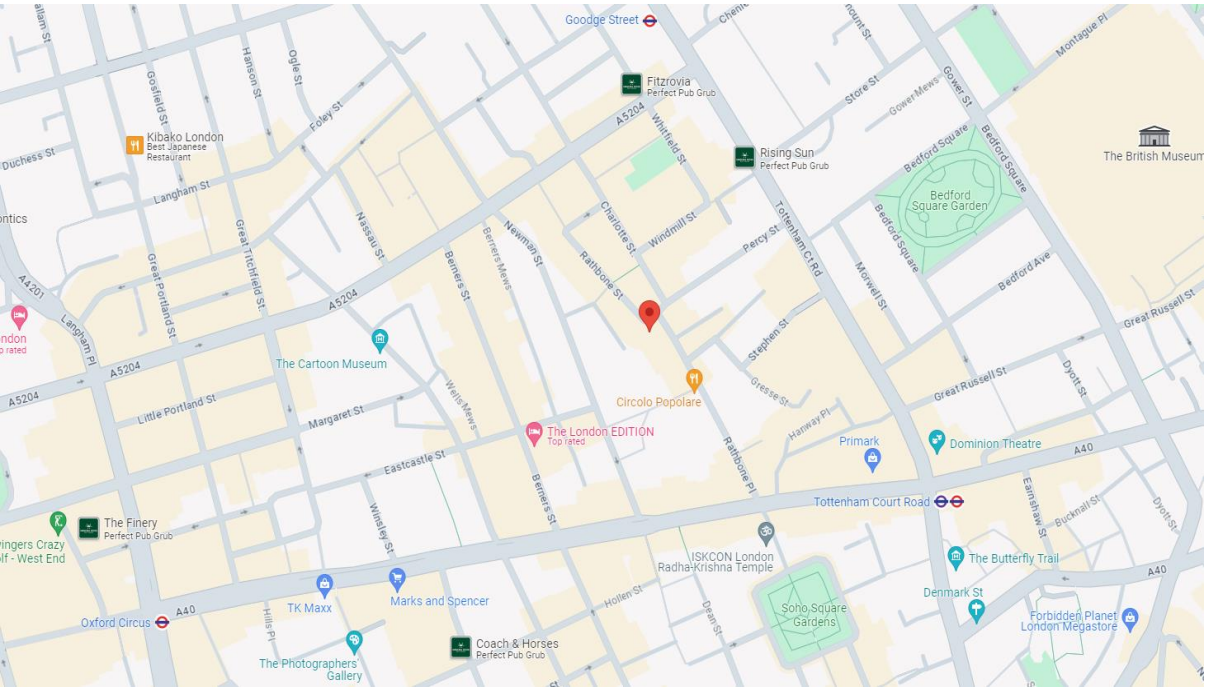 Goodge Street
Montague Pl
Hanson St
Ogle St
Gosfield St
Fitzrovia
Perfect Pub Grub
Store St
Gower Mews
Gower St
A5204
Foley St
Whitfield St
Kibako London
Best Japanese
Restaurant
Rising Sun
Perfect Pub Grub
Bedford Square
Bedford Square
The British Museum
Duchess St
Langham St
Bedford
Square Garden
Nassau St
Great Titchfield St
Newman St
Berners Mews
Charlotte St
Windmill St
Percy St
Tottenham Ct Rd
Bedford Square
Great Portland St
Berners St
Rathbone St
Morwell St
Bedford Ave
A4201
A5204
Great Russell St
Langham Pl
Stephen St
The Cartoon Museum
A5204
Dyott St
A5204
Little Portland St
Wells Mews
Circolo Popolare
Gresse St
Great Russell St
Margaret St
The London EDITION
Top rated
Hanway Pl
Primark
Dominion Theatre
A40
Eastcastle St
Rathbone Pl
Berners St
Tottenham Court Road
Earnshaw St
Bucknall St
Dyott St
The Finery
Perfect Pub Grub
Winsley St
ISKCON London
Radha-Krishna Temple
The Butterfly Trail
A40
TK Maxx
Marks and Spencer
Hollen St
Dean St
Soho Square
Gardens
Denmark St
Oxford Circus
A40
Hills Pl
Forbidden Planet
London Megastore
Coach & Horses
Perfect Pub Grub
The Photographers'
Gallery